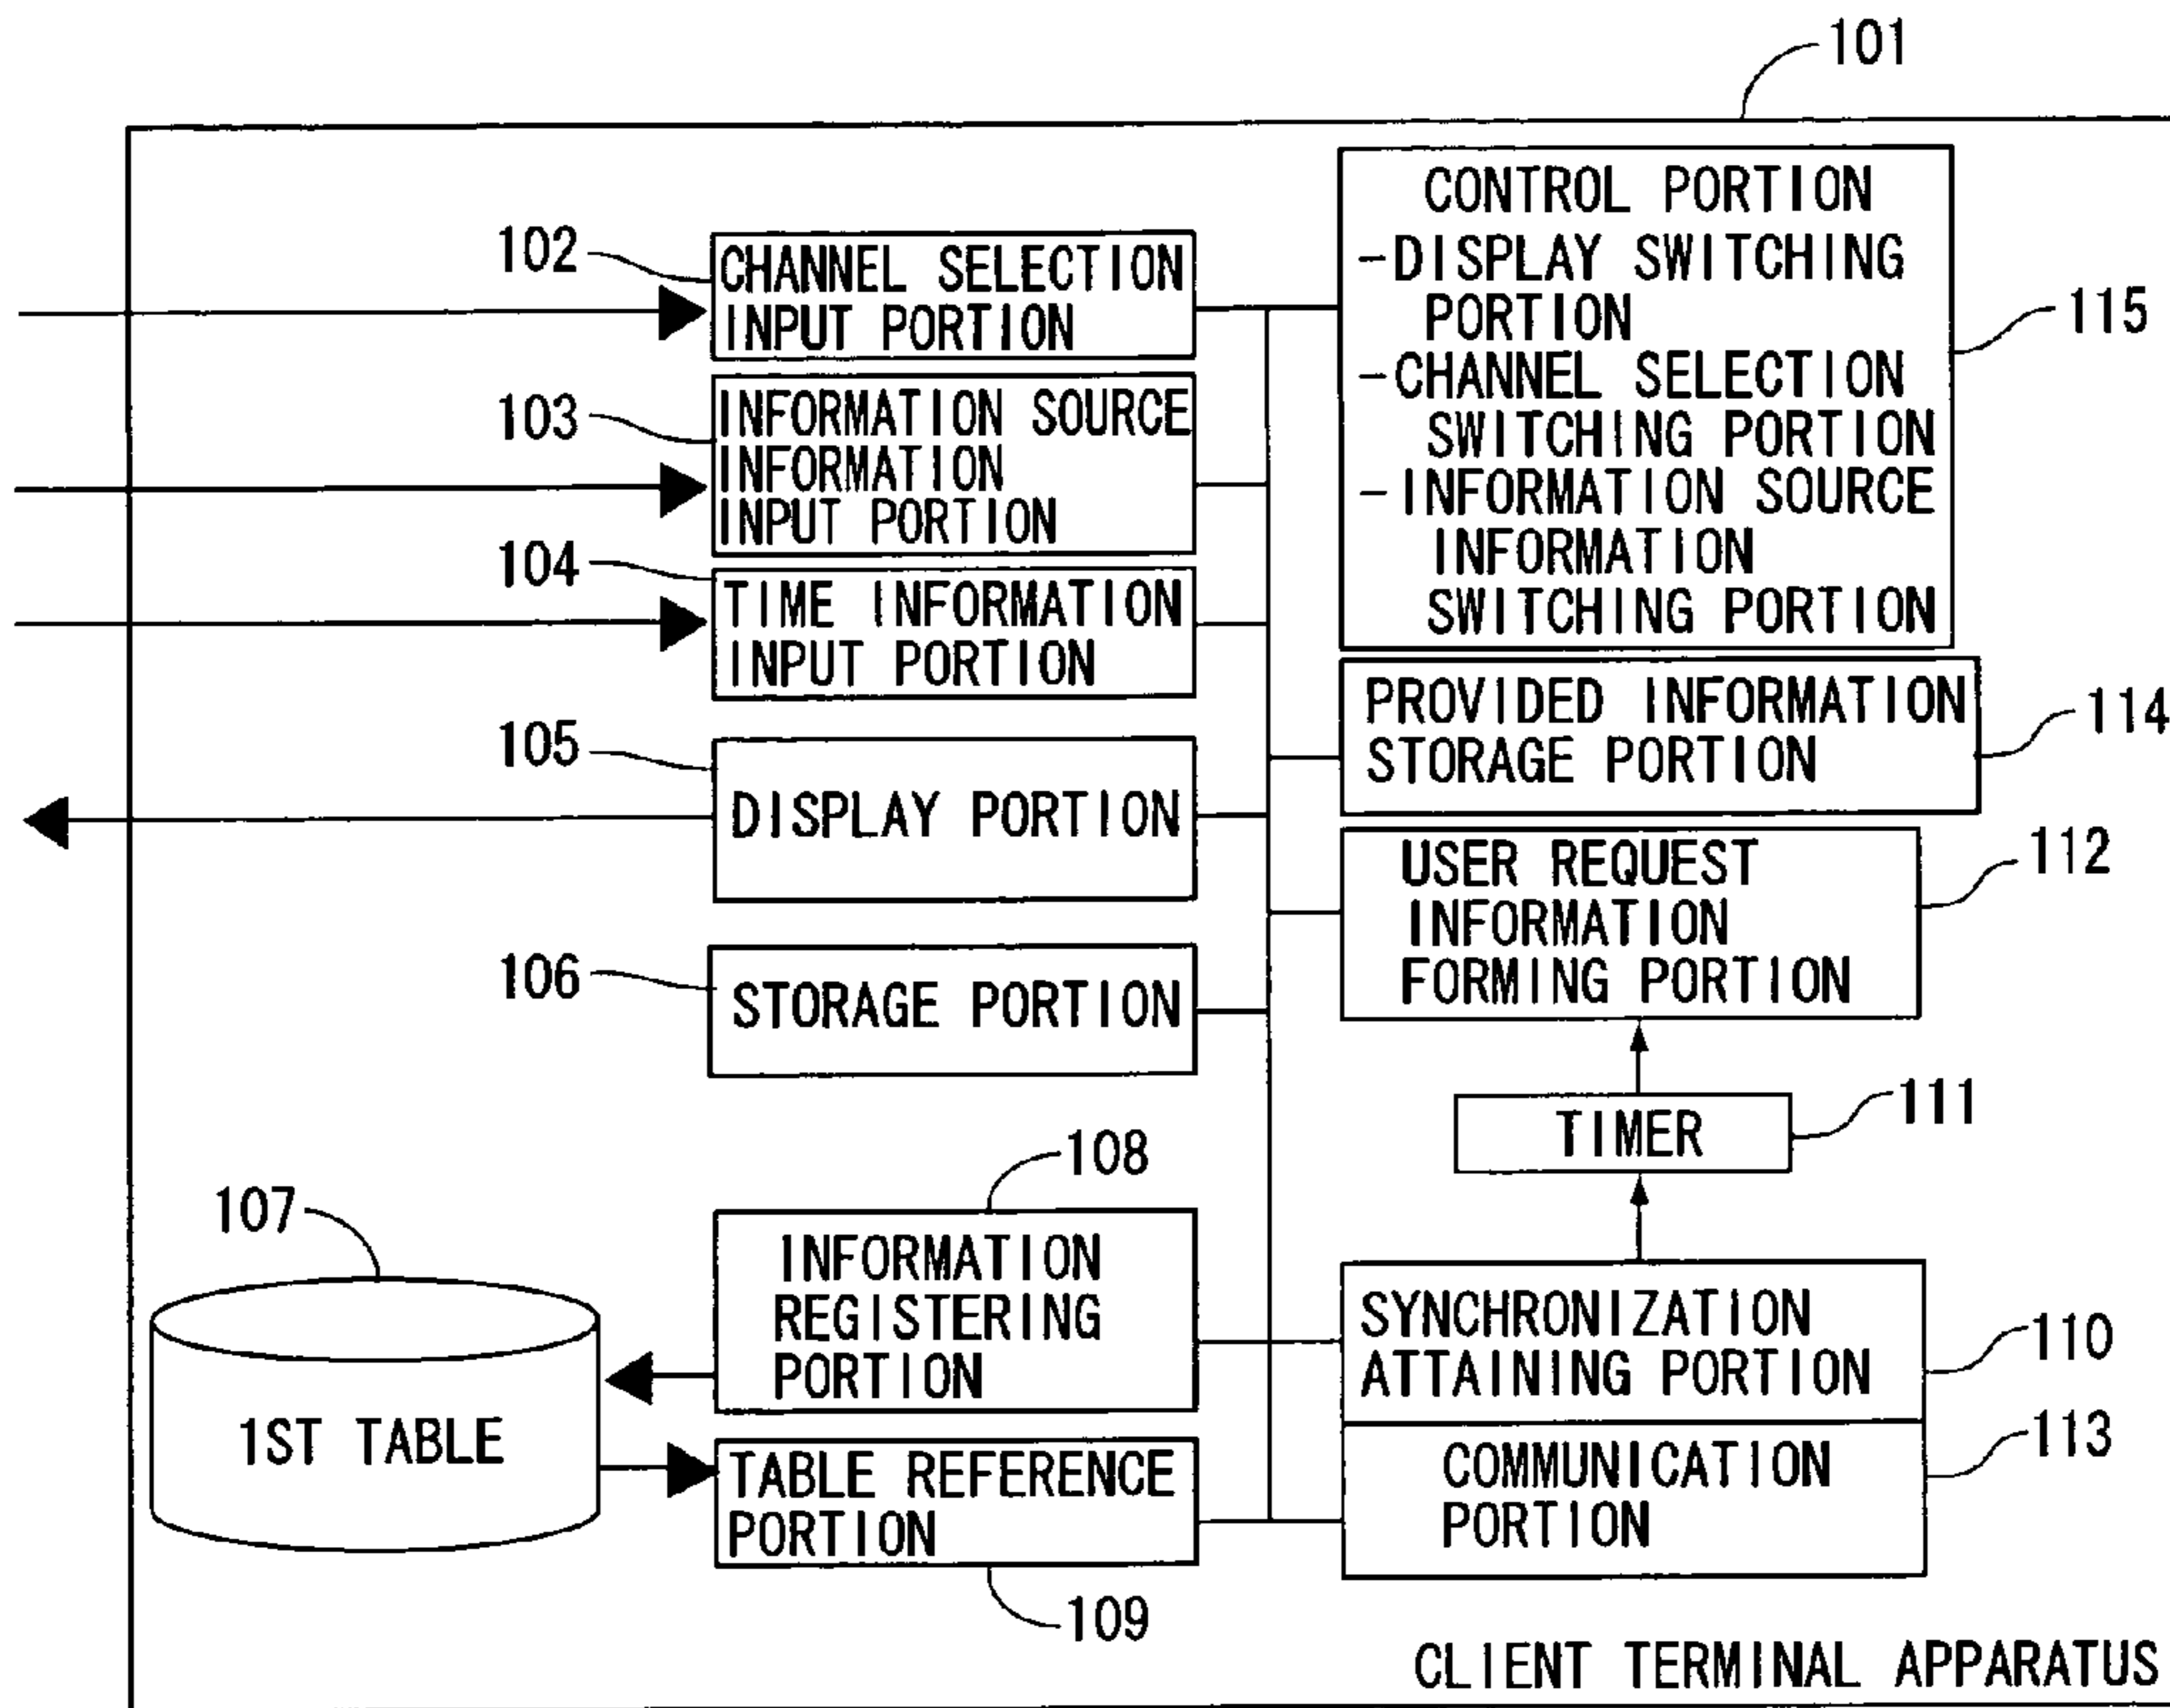 101
102
CHANNEL SELECTION
INPUT PORTION
103
INFORMATION SOURCE
INFORMATION
INPUT PORTION
104
TIME INFORMATION
INPUT PORTION
105
DISPLAY PORTION
106
STORAGE PORTION
107
1ST TABLE
108
INFORMATION
REGISTERING
PORTION
TABLE REFERENCE
PORTION
109
CONTROL PORTION
-DISPLAY SWITCHING
PORTION
-CHANNEL SELECTION
SWITCHING PORTION
-INFORMATION SOURCE
INFORMATION
SWITCHING PORTION
115
PROVIDED INFORMATION
STORAGE PORTION
114
USER REQUEST
INFORMATION
FORMING PORTION
112
TIMER
111
SYNCHRONIZATION
ATTAINING PORTION
110
COMMUNICATION
PORTION
113
CLIENT TERMINAL APPARATUS